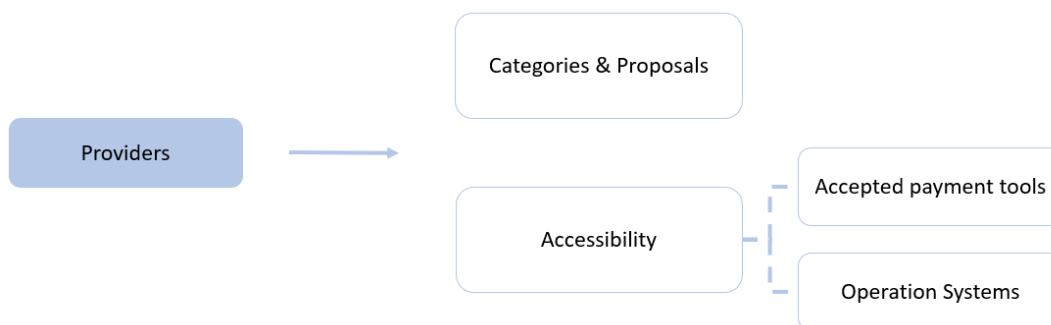 Categories & Proposals
Providers
Accepted payment tools
Accessibility
Operation Systems